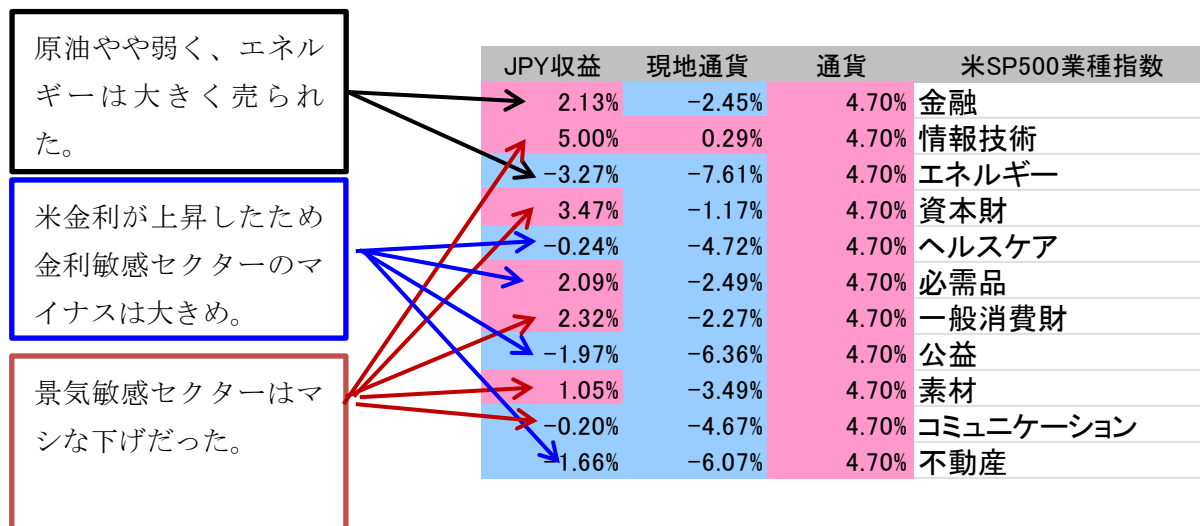 原油やや弱く、エネル
ギーは大きく売られ
た。
米金利が上昇したため
金利敏感セクターのマ
イナスは大きめ。
景気敏感セクターはマ
シな下げだった。
JPY収益 現地通貨 通貨 米SP500業種指数
2.13% -2.45% 4.70% 金融
5.00% 0.29% 4.70% 情報技術
-3.27% -7.61% 4.70% エネルギー
3.47% -1.17% 4.70% 資本財
-0.24% -4.72% 4.70% ヘルスケア
2.09% -2.49% 4.70% 必需品
2.32% -2.27% 4.70% 一般消費財
-1.97% -6.36% 4.70% 公益
1.05% -3.49% 4.70% 素材
-0.20% -4.67% 4.70% コミュニケーション
-1.66% -6.07% 4.70% 不動産